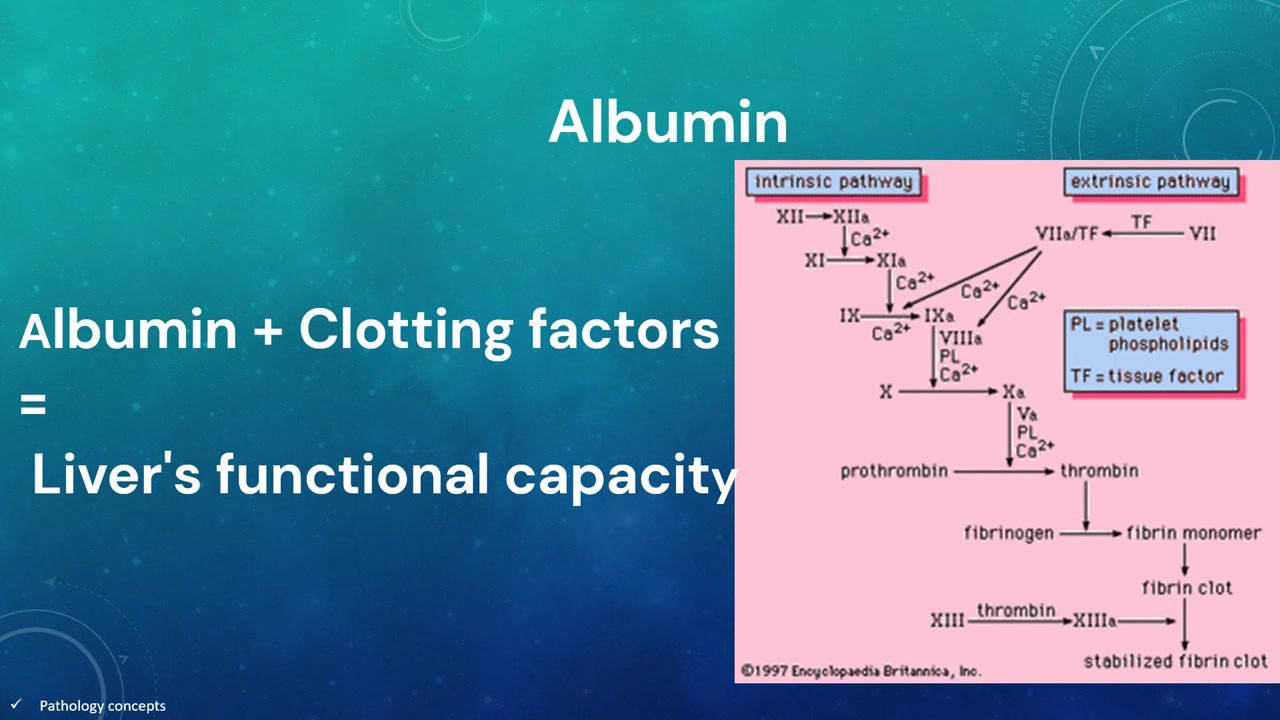 Albumin
Albumin + Clotting factors
=
Liver's functional capacity
intrinsic pathway
extrinsic pathway
XII XIIa
Ca2+
TF
VIIa/TF VII
XI XIa
Ca2+
Ca2+
Ca2+
IX IXa
Ca2+
VIIIa
PL
Ca2+
PL = platelet
phospholipids
TF = tissue factor
X Xa
Va
PL
Ca2+
prothrombin thrombin
fibrinogen fibrin monomer
fibrin clot
thrombin
XIII XIIIa
stabilized fibrin clot
©1997 Encyclopaedia Britannica, Inc.
✓ Pathology concepts